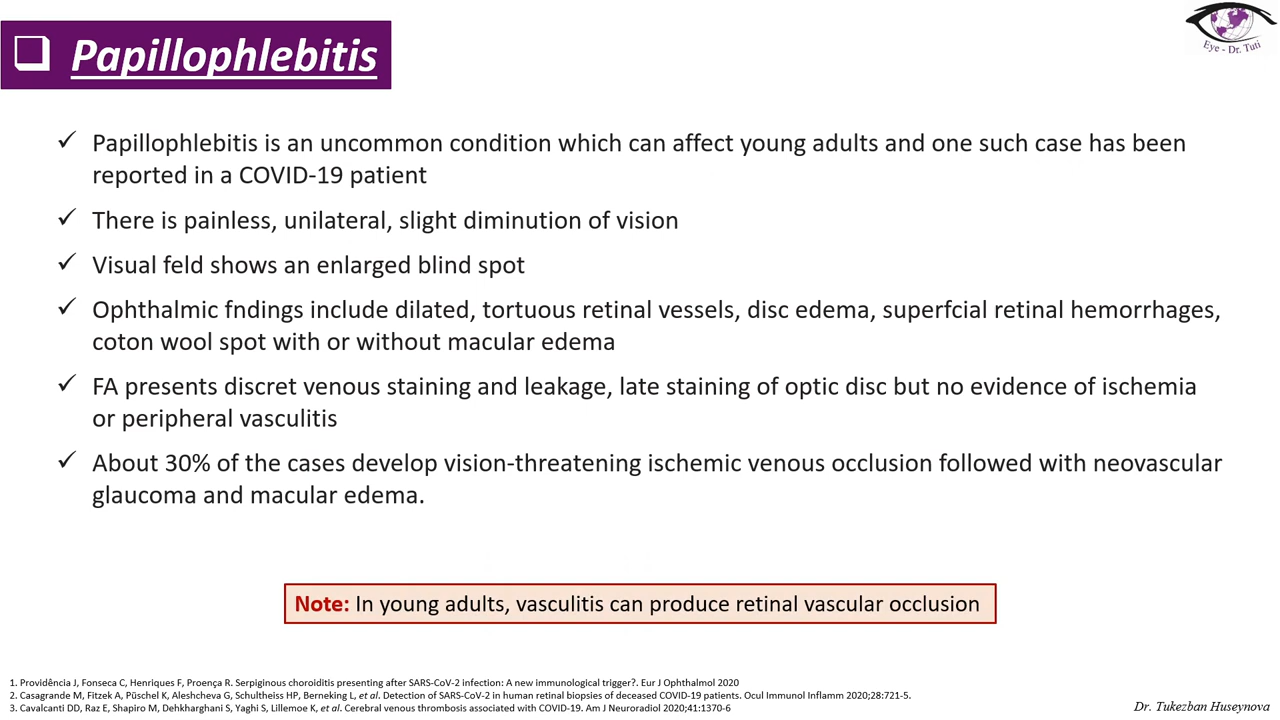 Papillophlebitis
Eye - Dr. Tuti
Papillophlebitis is an uncommon condition which can affect young adults and one such case has been
reported in a COVID-19 patient
There is painless, unilateral, slight diminution of vision
Visual feld shows an enlarged blind spot
Ophthalmic fndings include dilated, tortuous retinal vessels, disc edema, superfcial retinal hemorrhages,
coton wool spot with or without macular edema
FA presents discret venous staining and leakage, late staining of optic disc but no evidence of ischemia
or peripheral vasculitis
About 30% of the cases develop vision-threatening ischemic venous occlusion followed with neovascular
glaucoma and macular edema.
Note: In young adults, vasculitis can produce retinal vascular occlusion
1. Providência J, Fonseca C, Henriques F, Proença R. Serpiginous choroiditis presenting after SARS-CoV-2 infection: A new immunological trigger?. Eur J Ophthalmol 2020
2. Casagrande M, Fitzek A, Püschel K, Aleshcheva G, Schultheiss HP, Berneking L, et al. Detection of SARS-CoV-2 in human retinal biopsies of deceased COVID-19 patients. Ocul Immunol Inflamm 2020;28:721-5.
3. Cavalcanti DD, Raz E, Shapiro M, Dehkharghani S, Yaghi S, Lillemoe K, et al. Cerebral venous thrombosis associated with COVID-19. Am J Neuroradiol 2020;41:1370-6
Dr. Tukezban Huseynova